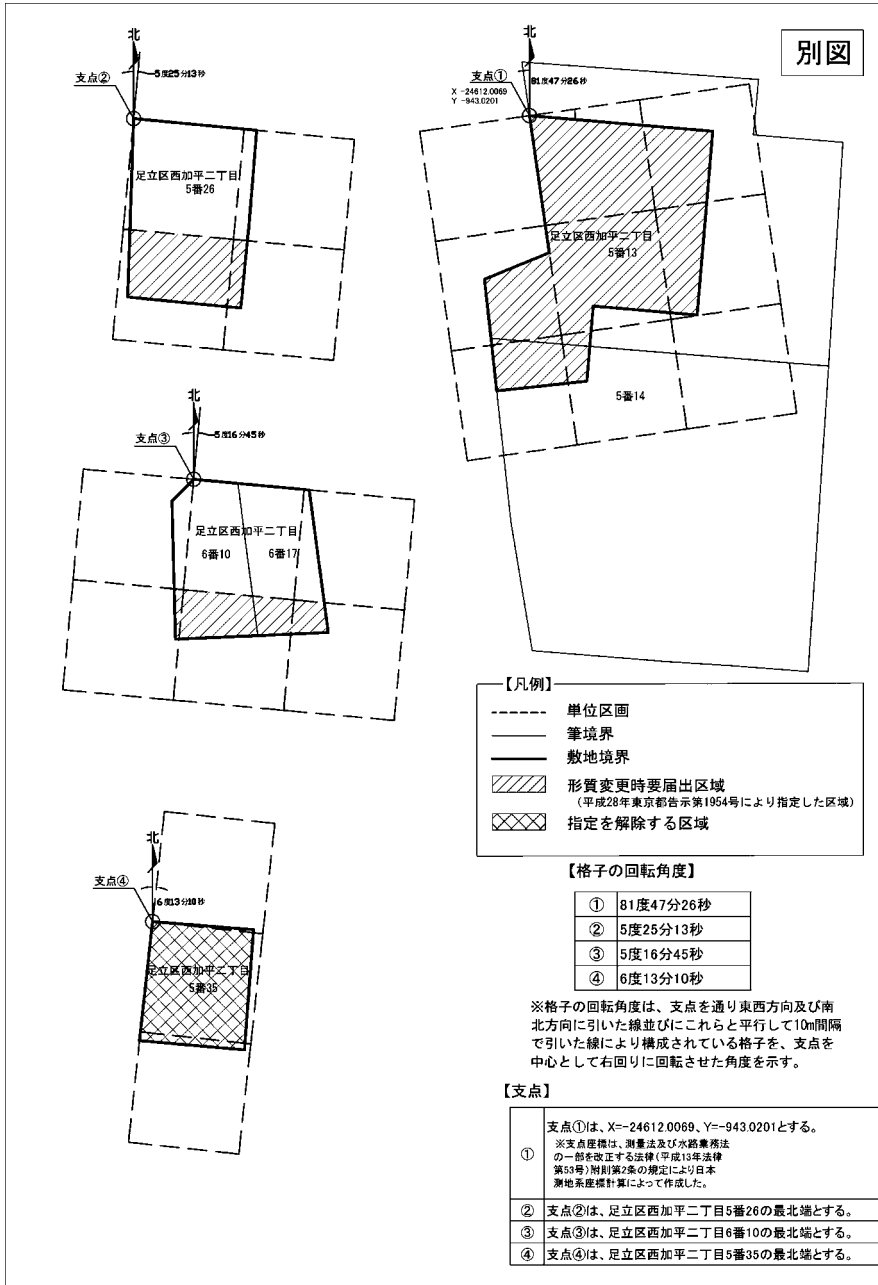 別図
北
5度25分13秒
支点②
足立区西加平二丁目
5番26
北
支点①
X -24612.0069
Y -943.0201
81度47分26秒
足立区西加平二丁目
5番13
5番14
北
5度16分45秒
支点③
足立区西加平二丁目
6番10
6番17
北
支点④
6度13分10秒
足立区西加平二丁目
5番35
【凡例】
単位区画
筆境界
敷地境界
形質変更時要届出区域
(平成28年東京都告示第1954号により指定した区域)
指定を解除する区域
【格子の回転角度】
① 81度47分26秒
② 5度25分13秒
③ 5度16分45秒
④ 6度13分10秒
※格子の回転角度は、支点を通り東西方向及び南
北方向に引いた線並びにこれらと平行して10m間隔
で引いた線により構成されている格子を、支点を
中心として右回りに回転させた角度を示す。
【支点】
① 支点①は、X=-24612.0069、Y=-943.0201とする。
※支点座標は、測量法及び水路業務法
の一部を改正する法律(平成13年法律
第53号)附則第2条の規定により日本
測地系座標計算によって作成した。
② 支点②は、足立区西加平二丁目5番26の最北端とする。
③ 支点③は、足立区西加平二丁目6番10の最北端とする。
④ 支点④は、足立区西加平二丁目5番35の最北端とする。